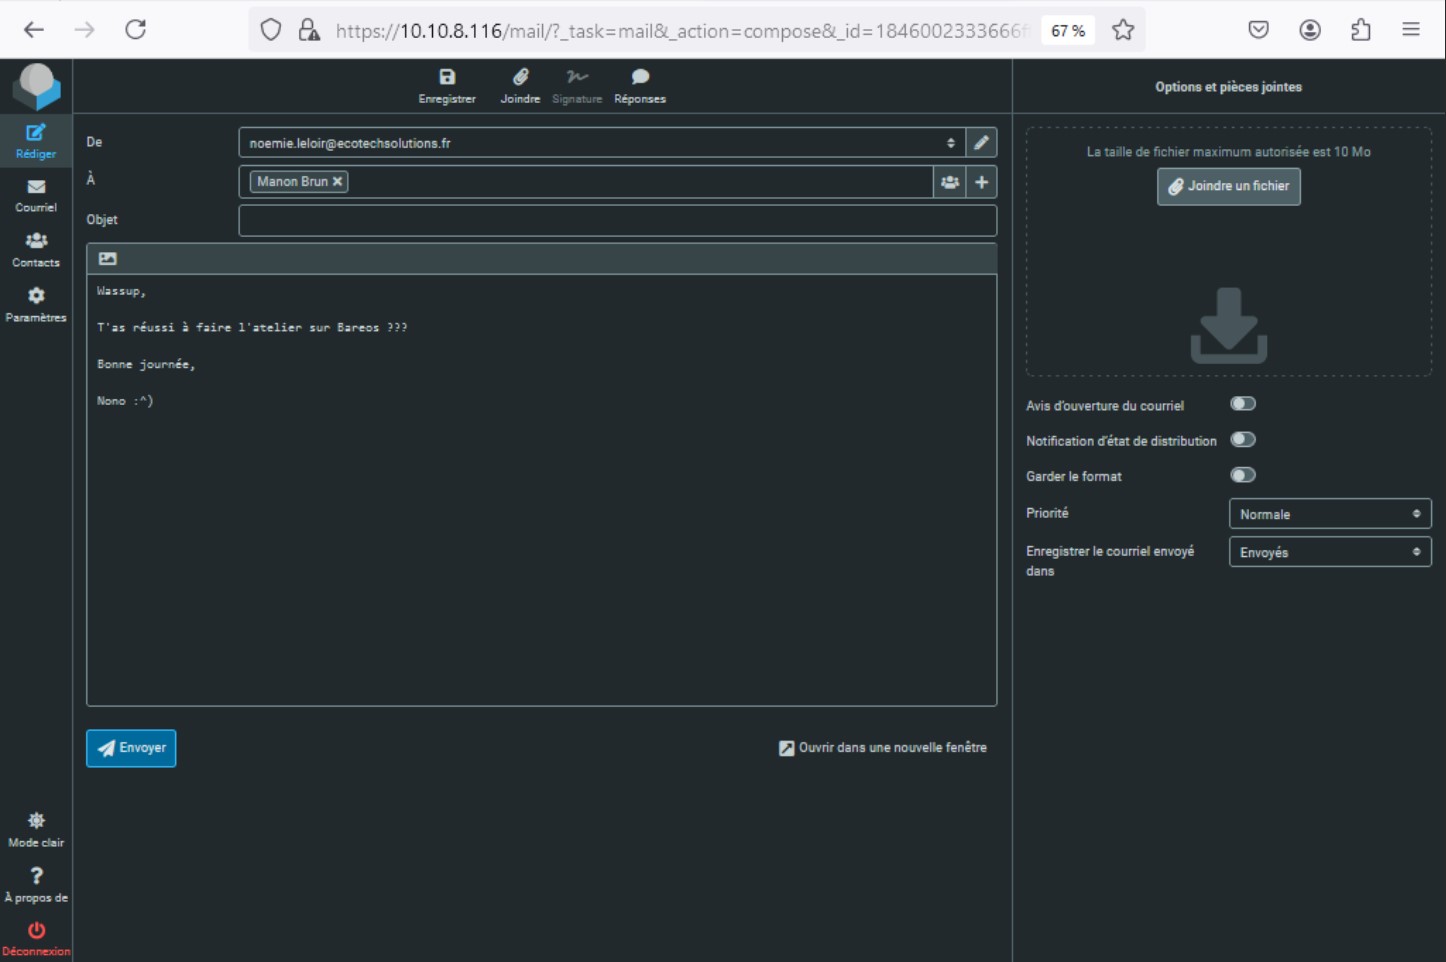 https://10.10.8.116/mail/?_task=mail&_action=compose&_id=1846002333666
67 %
Enregistrer
Joindre
Signature
Réponses
Options et pièces jointes
Rédiger
Courriel
Contacts
Paramètres
De
noemie.leloir@ecotechsolutions.fr
À
Manon Brun
Objet
Wassup,
T'as réussi à faire l'atelier sur Bareos ???
Bonne journée,
Nono :^)
Envoyer
Ouvrir dans une nouvelle fenêtre
La taille de fichier maximum autorisée est 10 Mo
Joindre un fichier
Avis d'ouverture du courriel
Notification d'état de distribution
Garder le format
Priorité
Normale
Enregistrer le courriel envoyé
dans
Envoyés
Mode clair
À propos de
Déconnexion